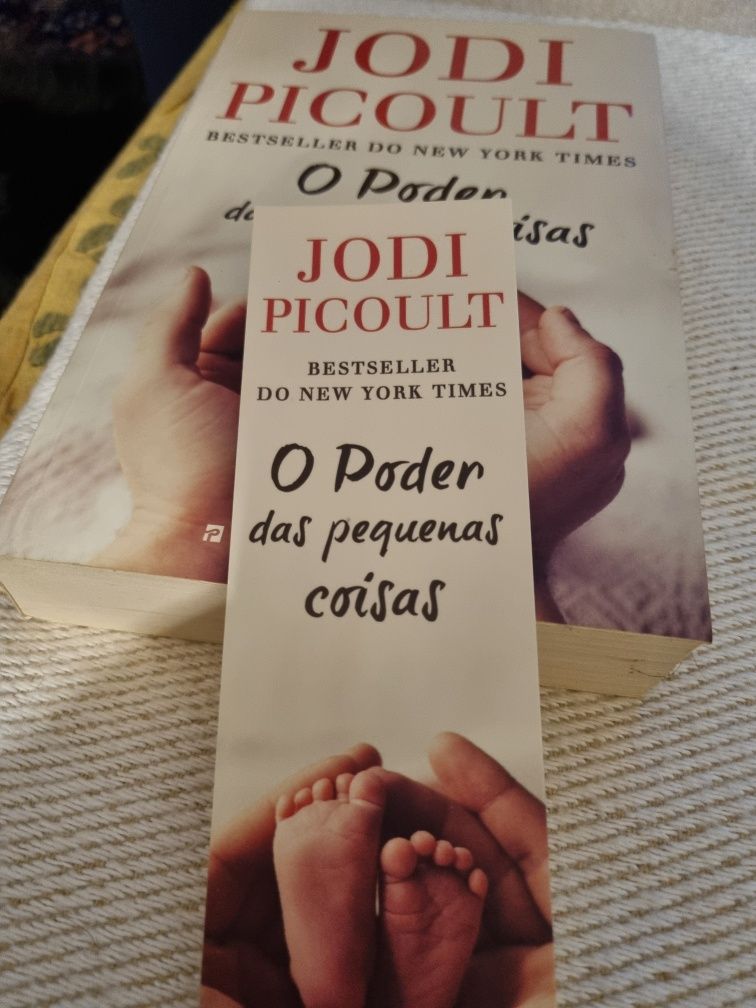 JODI
PICOULT
BESTSELLER DO NEW YORK TIMES
O Poder
JODI
PICOULT
BESTSELLER
DO NEW YORK TIMES
O Poder
das pequenas
coisas